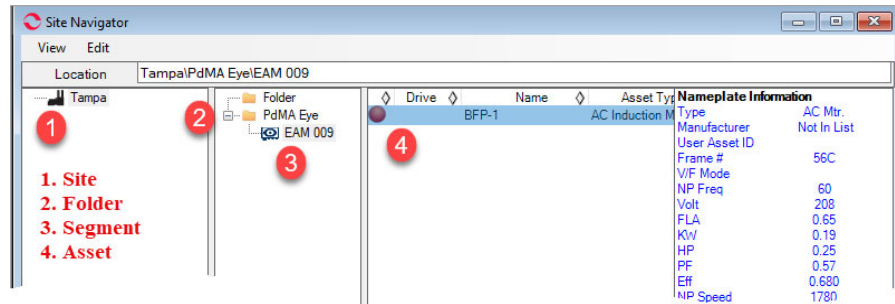 Site Navigator
View Edit
Location Tampa\PdMA Eye\EAM 009
Tampa
1
1. Site
2. Folder
3. Segment
4. Asset
Folder
2 PdMA Eye
EAM 009
3
Drive Name Asset Typ
BFP-1 AC Induction M
4
Nameplate Information
Type AC Mtr.
Manufacturer Not In List
User Asset ID
Frame # 56C
V/F Mode
NP Freq 60
Volt 208
FLA 0.65
KW 0.19
HP 0.25
PF 0.57
Eff 0.680
NP Speed 1780